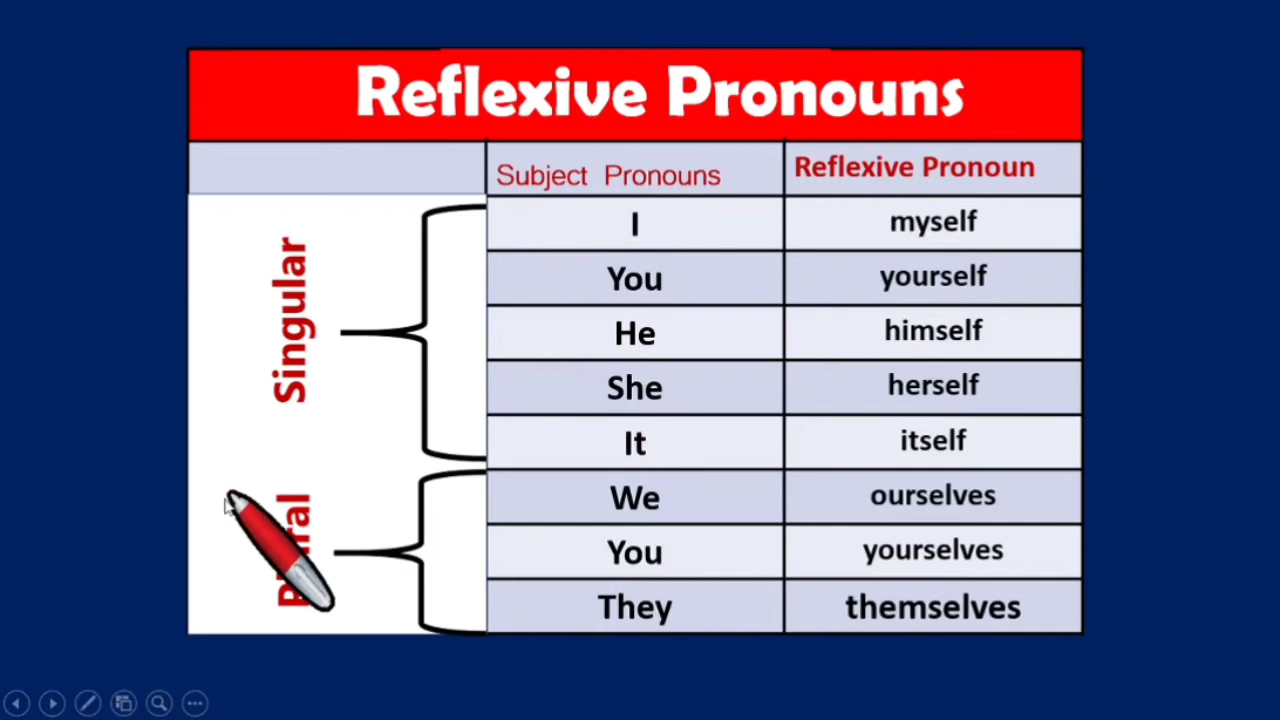 Reflexive Pronouns
Subject Pronouns Reflexive Pronoun
Singular
I myself
You yourself
He himself
She herself
It itself
We ourselves
You yourselves
They themselves